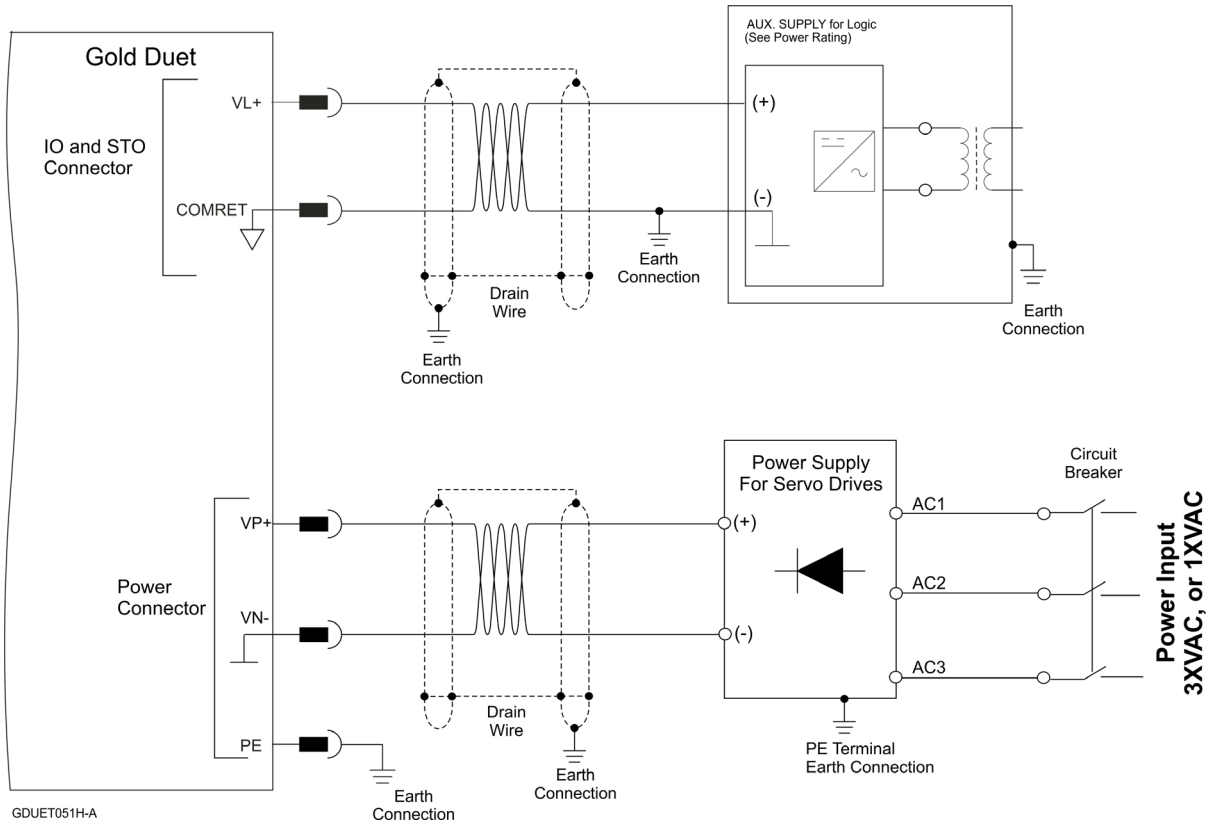 Gold Duet
IO and STO
Connector
VL+
COMRET
Drain
Wire
Earth
Connection
Earth
Connection
AUX. SUPPLY for Logic
(See Power Rating)
(+)
(-)
Earth
Connection
Power
Connector
VP+
VN-
PE
Earth
Connection
Drain
Wire
Earth
Connection
Power Supply
For Servo Drives
(+)
(-)
AC1
AC2
AC3
PE Terminal
Earth Connection
Circuit
Breaker
Power Input
3XVAC, or 1XVAC
GDUET051H-A